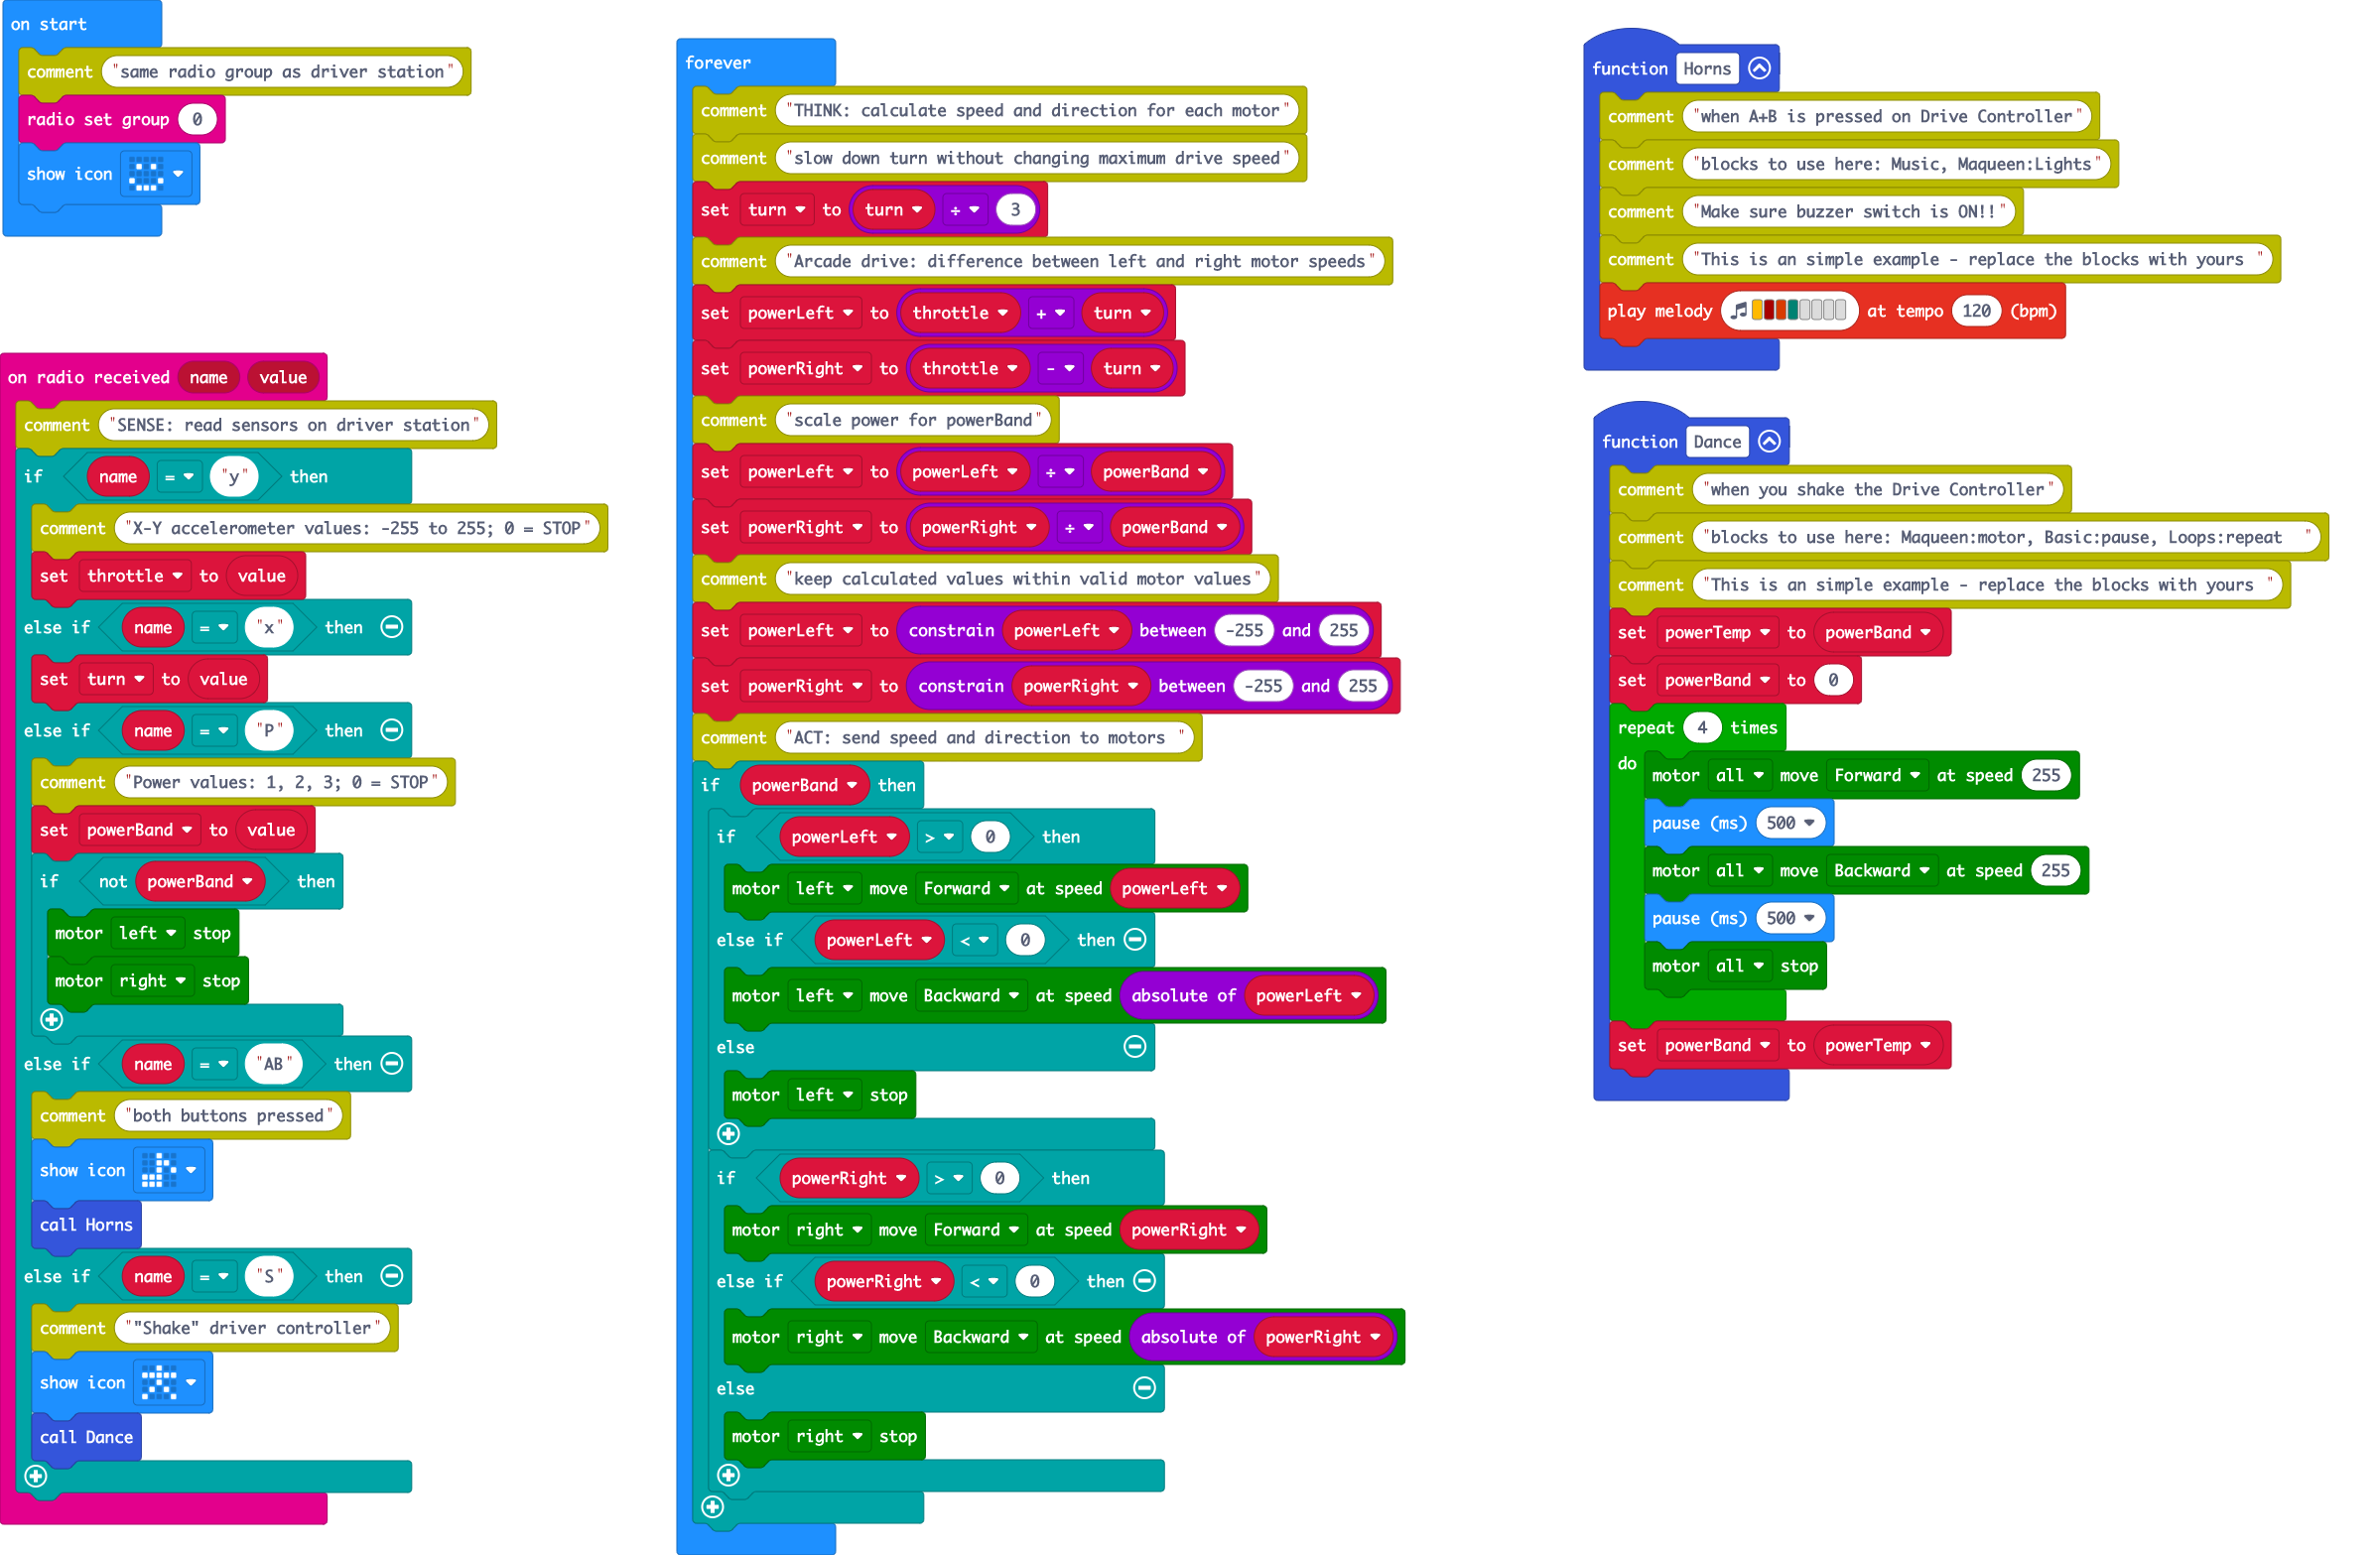 on start
comment "same radio group as driver station"
radio set group 0
show icon
on radio received name value
comment "SENSE: read sensors on driver station"
if name = "y" then
comment "X-Y accelerometer values: -255 to 255; 0 = STOP"
set throttle to value
else if name = "x" then
set turn to value
else if name = "P" then
comment "Power values: 1, 2, 3; 0 = STOP"
set powerBand to value
if not powerBand then
motor left stop
motor right stop
else if name = "AB" then
comment "both buttons pressed"
show icon
call Horns
else if name = "S" then
comment ""Shake" driver controller"
show icon
call Dance
forever
comment "THINK: calculate speed and direction for each motor"
comment "slow down turn without changing maximum drive speed"
set turn to turn ÷ 3
comment "Arcade drive: difference between left and right motor speeds"
set powerLeft to throttle + turn
set powerRight to throttle - turn
comment "scale power for powerBand"
set powerLeft to powerLeft ÷ powerBand
set powerRight to powerRight ÷ powerBand
comment "keep calculated values within valid motor values"
set powerLeft to constrain powerLeft between -255 and 255
set powerRight to constrain powerRight between -255 and 255
comment "ACT: send speed and direction to motors "
if powerBand then
if powerLeft > 0 then
motor left move Forward at speed powerLeft
else if powerLeft < 0 then
motor left move Backward at speed absolute of powerLeft
else
motor left stop
if powerRight > 0 then
motor right move Forward at speed powerRight
else if powerRight < 0 then
motor right move Backward at speed absolute of powerRight
else
motor right stop
function Horns
comment "when A+B is pressed on Drive Controller"
comment "blocks to use here: Music, Maqueen:Lights"
comment "Make sure buzzer switch is ON!!"
comment "This is an simple example - replace the blocks with yours "
play melody at tempo 120 (bpm)
function Dance
comment "when you shake the Drive Controller"
comment "blocks to use here: Maqueen:motor, Basic:pause, Loops:repeat "
comment "This is an simple example - replace the blocks with yours "
set powerTemp to powerBand
set powerBand to 0
repeat 4 times
do motor all move Forward at speed 255
pause (ms) 500
motor all move Backward at speed 255
pause (ms) 500
motor all stop
set powerBand to powerTemp